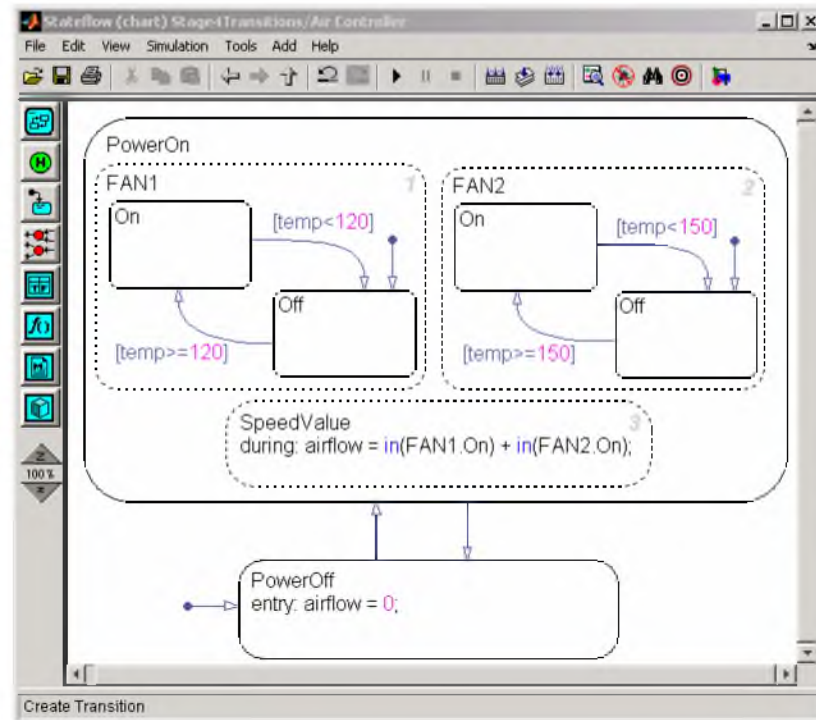 Stateflow (chart) Stage4Transitions/Air Controller
File Edit View Simulation Tools Add Help
PowerOn
FAN1 1
FAN2 2
On [temp<120]
On [temp<150]
Off
Off
[temp>=120]
[temp>=150]
SpeedValue 3
during: airflow = in(FAN1.On) + in(FAN2.On);
100 %
PowerOff
entry: airflow = 0;
Create Transition